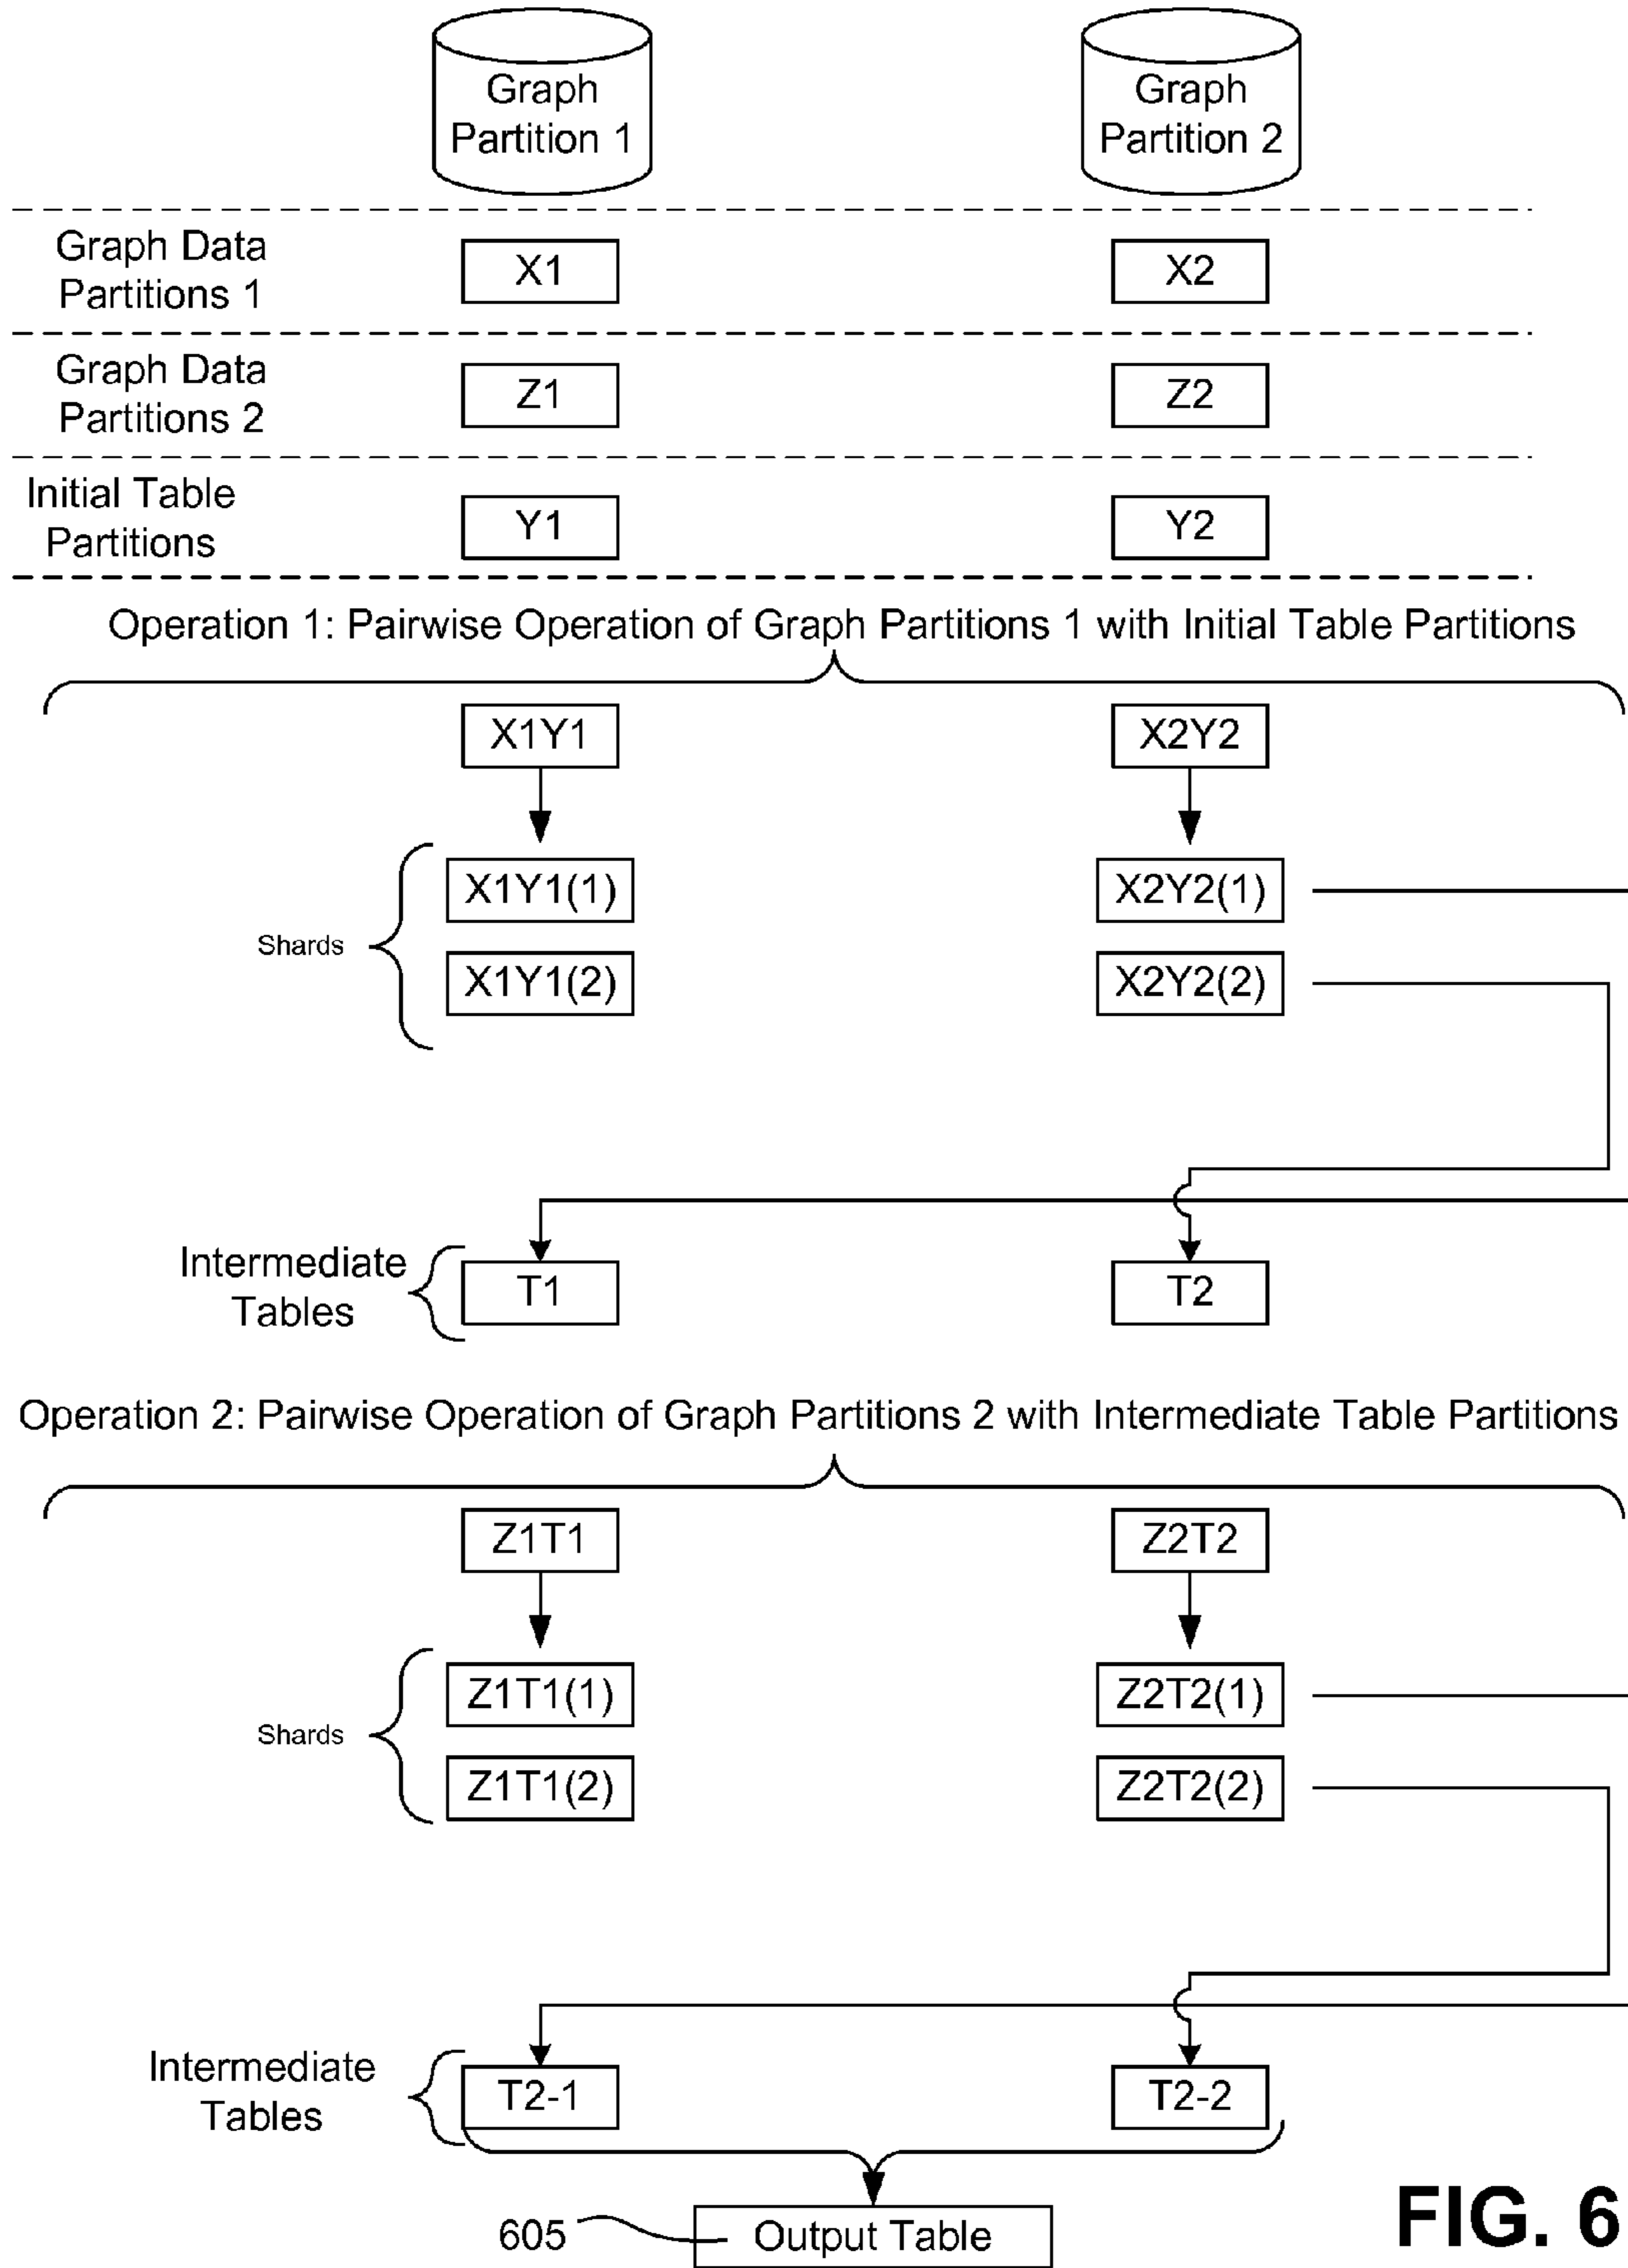 Graph
Partition 1
Graph
Partition 2
Graph Data
Partitions 1
X1
X2
Graph Data
Partitions 2
Z1
Z2
Initial Table
Partitions
Y1
Y2
Operation 1: Pairwise Operation of Graph Partitions 1 with Initial Table Partitions
X1Y1
X2Y2
Shards
X1Y1(1)
X2Y2(1)
X1Y1(2)
X2Y2(2)
Intermediate
Tables
T1
T2
Operation 2: Pairwise Operation of Graph Partitions 2 with Intermediate Table Partitions
Z1T1
Z2T2
Shards
Z1T1(1)
Z2T2(1)
Z1T1(2)
Z2T2(2)
Intermediate
Tables
T2-1
T2-2
605
Output Table
FIG. 6